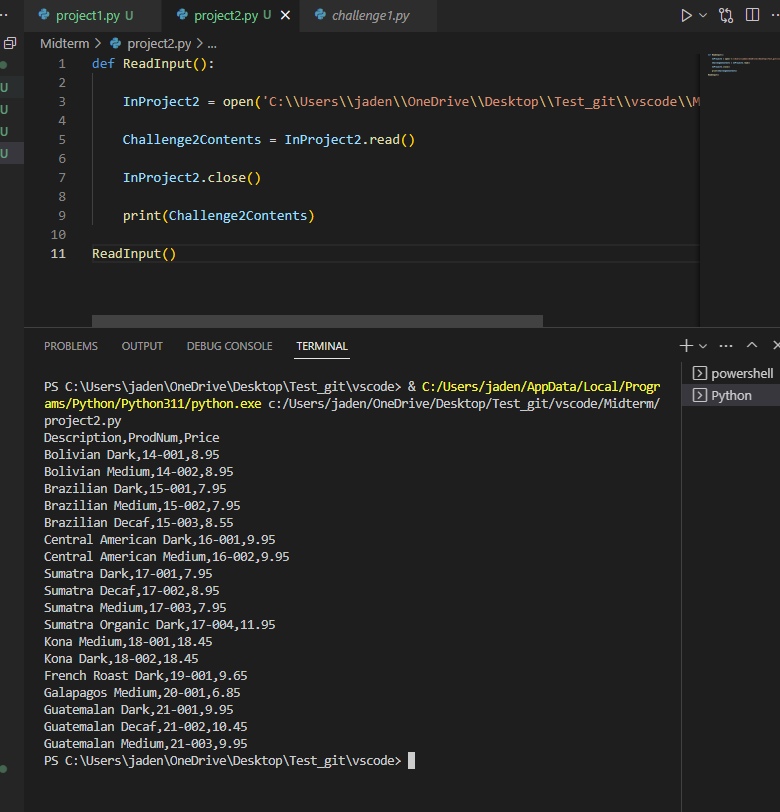 project1.py U
project2.py U
challenge1.py
Midterm > project2.py > ...
1 def ReadInput():
2
3 InProject2 = open('C:\\Users\\jaden\\OneDrive\\Desktop\\Test_git\\vscode\\M
4
5 Challenge2Contents = InProject2.read()
6
7 InProject2.close()
8
9 print(Challenge2Contents)
10
11 ReadInput()
U
U
U
U
PROBLEMS OUTPUT DEBUG CONSOLE TERMINAL
powershell
Python
PS C:\Users\jaden\OneDrive\Desktop\Test_git\vscode> & C:/Users/jaden/AppData/Local/Progr
ams/Python/Python311/python.exe c:/Users/jaden/OneDrive/Desktop/Test_git/vscode/Midterm/
project2.py
Description,ProdNum,Price
Bolivian Dark,14-001,8.95
Bolivian Medium,14-002,8.95
Brazilian Dark,15-001,7.95
Brazilian Medium,15-002,7.95
Brazilian Decaf,15-003,8.55
Central American Dark,16-001,9.95
Central American Medium,16-002,9.95
Sumatra Dark,17-001,7.95
Sumatra Decaf,17-002,8.95
Sumatra Medium,17-003,7.95
Sumatra Organic Dark,17-004,11.95
Kona Medium,18-001,18.45
Kona Dark,18-002,18.45
French Roast Dark,19-001,9.65
Galapagos Medium,20-001,6.85
Guatemalan Dark,21-001,9.95
Guatemalan Decaf,21-002,10.45
Guatemalan Medium,21-003,9.95
PS C:\Users\jaden\OneDrive\Desktop\Test_git\vscode>